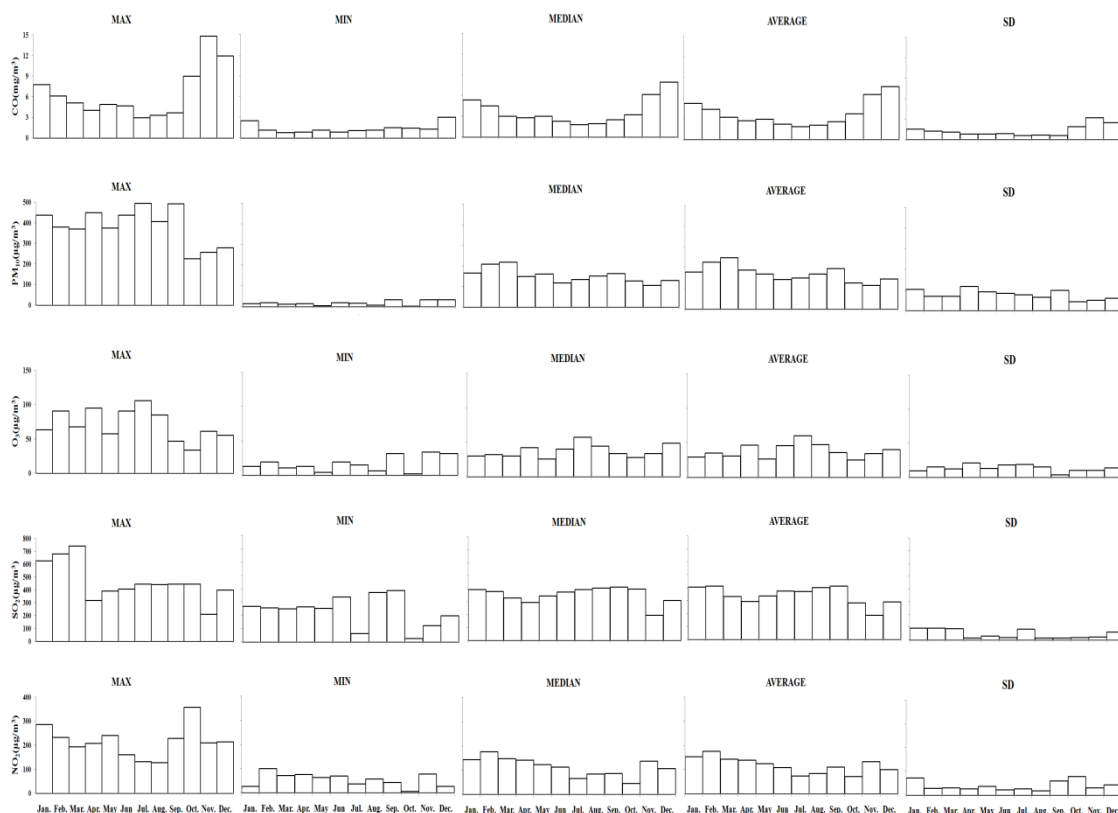 MAX MIN MEDIAN AVERAGE SD
CO(mg/m³)
15
12
9
6
3
0
MAX MEDIAN AVERAGE SD
PM₁₀(µg/m³)
500
400
300
200
100
0
MAX MIN MEDIAN AVERAGE SD
O₃(µg/m³)
150
100
50
0
MAX MIN MEDIAN AVERAGE SD
SO₂(µg/m³)
800
700
600
500
400
300
200
100
0
MAX MIN MEDIAN AVERAGE SD
NO₂(µg/m³)
400
300
200
100
0
Jan. Feb. Mar. Apr. May Jun Jul. Aug. Sep. Oct. Nov. Dec. Jan. Feb. Mar. Apr. May Jun Jul. Aug. Sep. Oct. Nov. Dec. Jan. Feb. Mar. Apr. May Jun Jul. Aug. Sep. Oct. Nov. Dec. Jan. Feb. Mar. Apr. May Jun Jul. Aug. Sep. Oct. Nov. Dec. Jan. Feb. Mar. Apr. May Jun Jul. Aug. Sep. Oct. Nov. Dec.